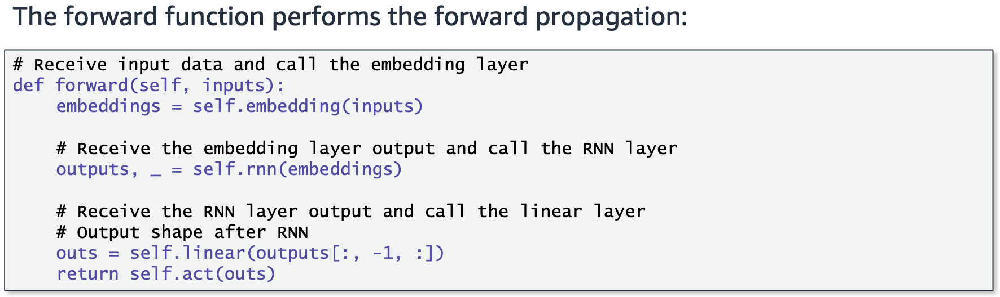 The forward function performs the forward propagation:
# Receive input data and call the embedding layer
def forward(self, inputs):
    embeddings = self.embedding(inputs)
    # Receive the embedding layer output and call the RNN layer
    outputs, _ = self.rnn(embeddings)
    # Receive the RNN layer output and call the linear layer
    # Output shape after RNN
    outs = self.linear(outputs[:, -1, :])
    return self.act(outs)